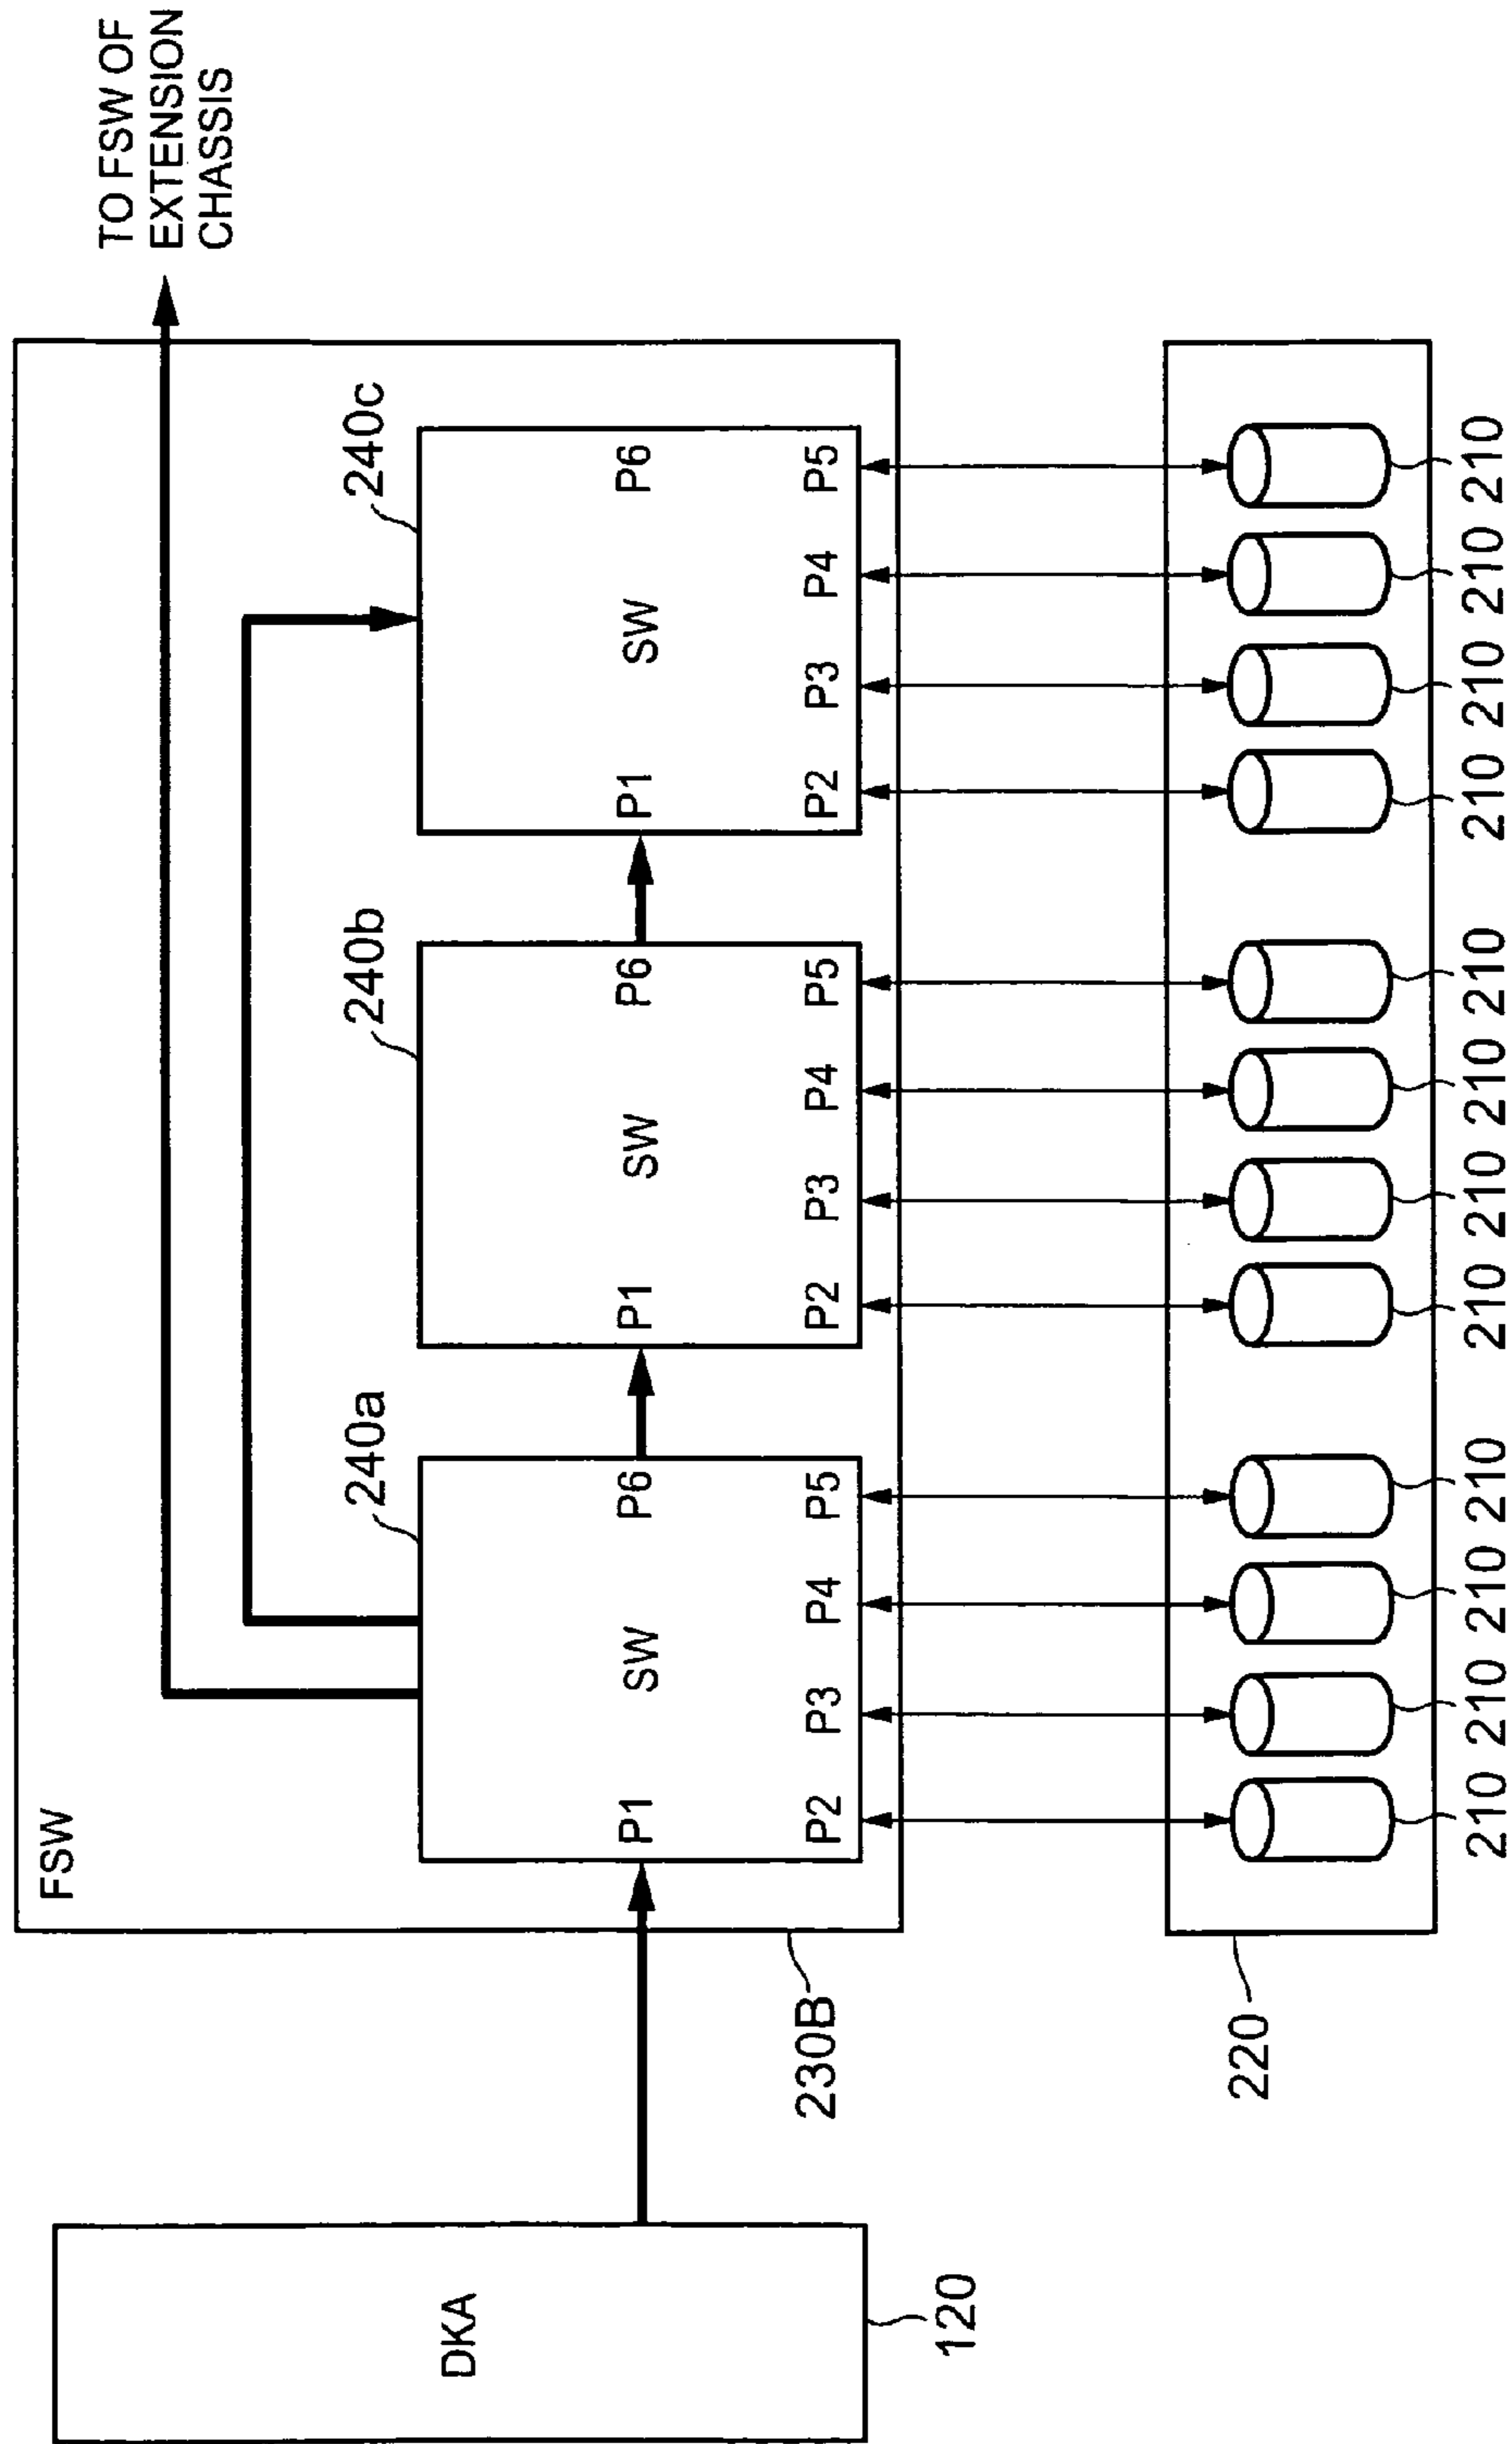 TO FSW OF
EXTENSION
CHASSIS
FSW
240a
240b
240c
P1 SW P6
P1 SW P6
P1 SW P6
P2 P3 P4 P5
P2 P3 P4 P5
P2 P3 P4 P5
DKA
120
230B
220
210 210 210 210 210 210 210 210 210 210 210 210